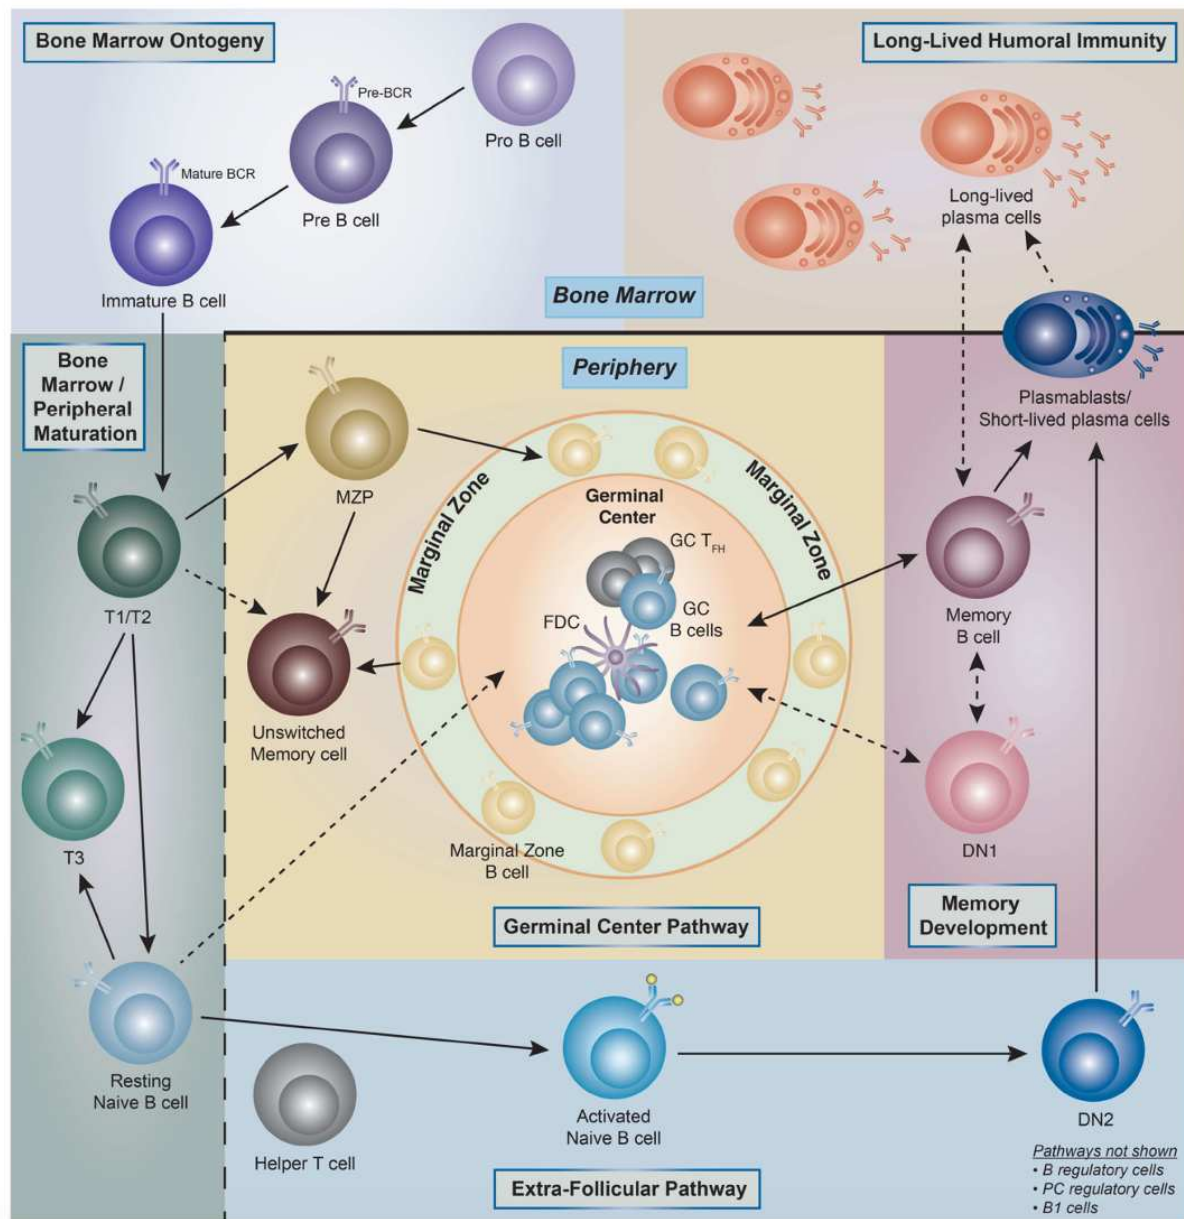 Bone Marrow Ontogeny
Long-Lived Humoral Immunity
Pre-BCR
Pro B cell
Mature BCR
Pre B cell
Long-lived
plasma cells
Immature B cell
Bone Marrow
Bone
Marrow /
Peripheral
Maturation
Periphery
Plasmablasts/
Short-lived plasma cells
MZP
Marginal Zone
Marginal Zone
Germinal
Center
GC TFH
GC
B cells
FDC
T1/T2
Memory
B cell
Unswitched
Memory cell
T3
Marginal Zone
B cell
DN1
Germinal Center Pathway
Memory
Development
Resting
Naive B cell
Helper T cell
Activated
Naive B cell
DN2
Extra-Follicular Pathway
Pathways not shown
• B regulatory cells
• PC regulatory cells
• B1 cells